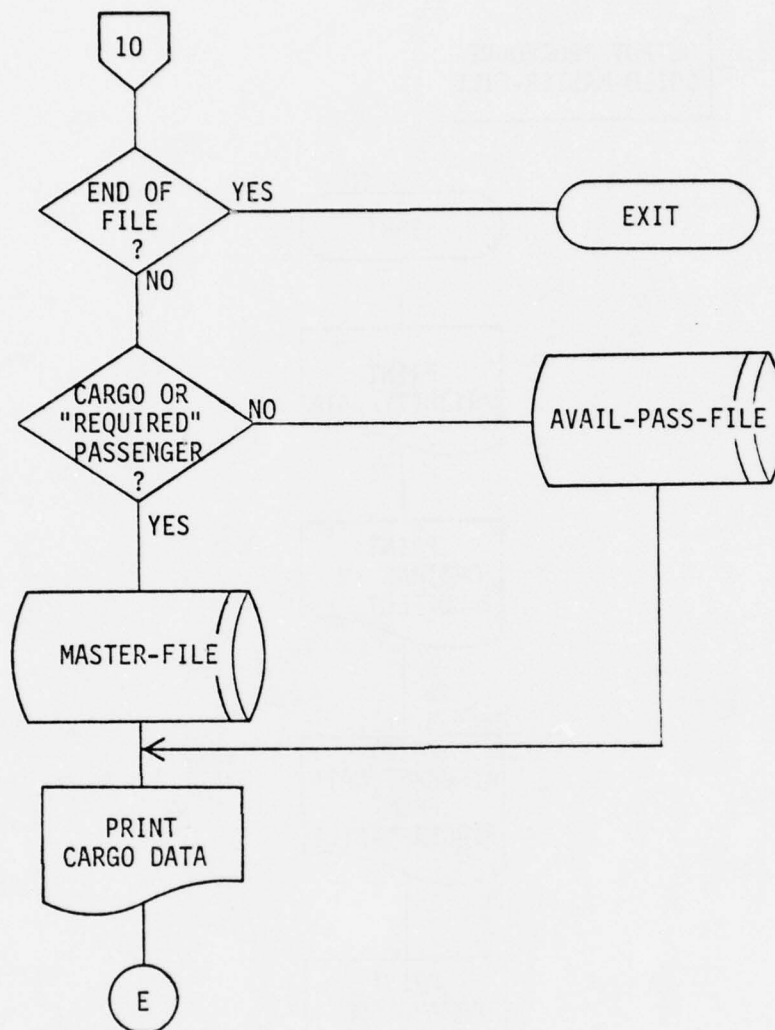 10
END OF
FILE
?
YES
EXIT
NO
CARGO OR
"REQUIRED"
PASSENGER
?
NO
AVAIL-PASS-FILE
YES
MASTER-FILE
PRINT
CARGO DATA
E